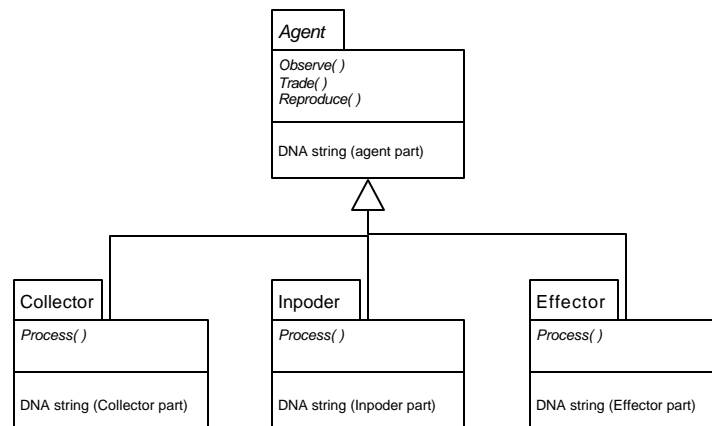 Agent
Observe( )
Trade( )
Reproduce( )
DNA string (agent part)
Collector
Process( )
DNA string (Collector part)
Inpoder
Process( )
DNA string (Inpoder part)
Effector
Process( )
DNA string (Effector part)